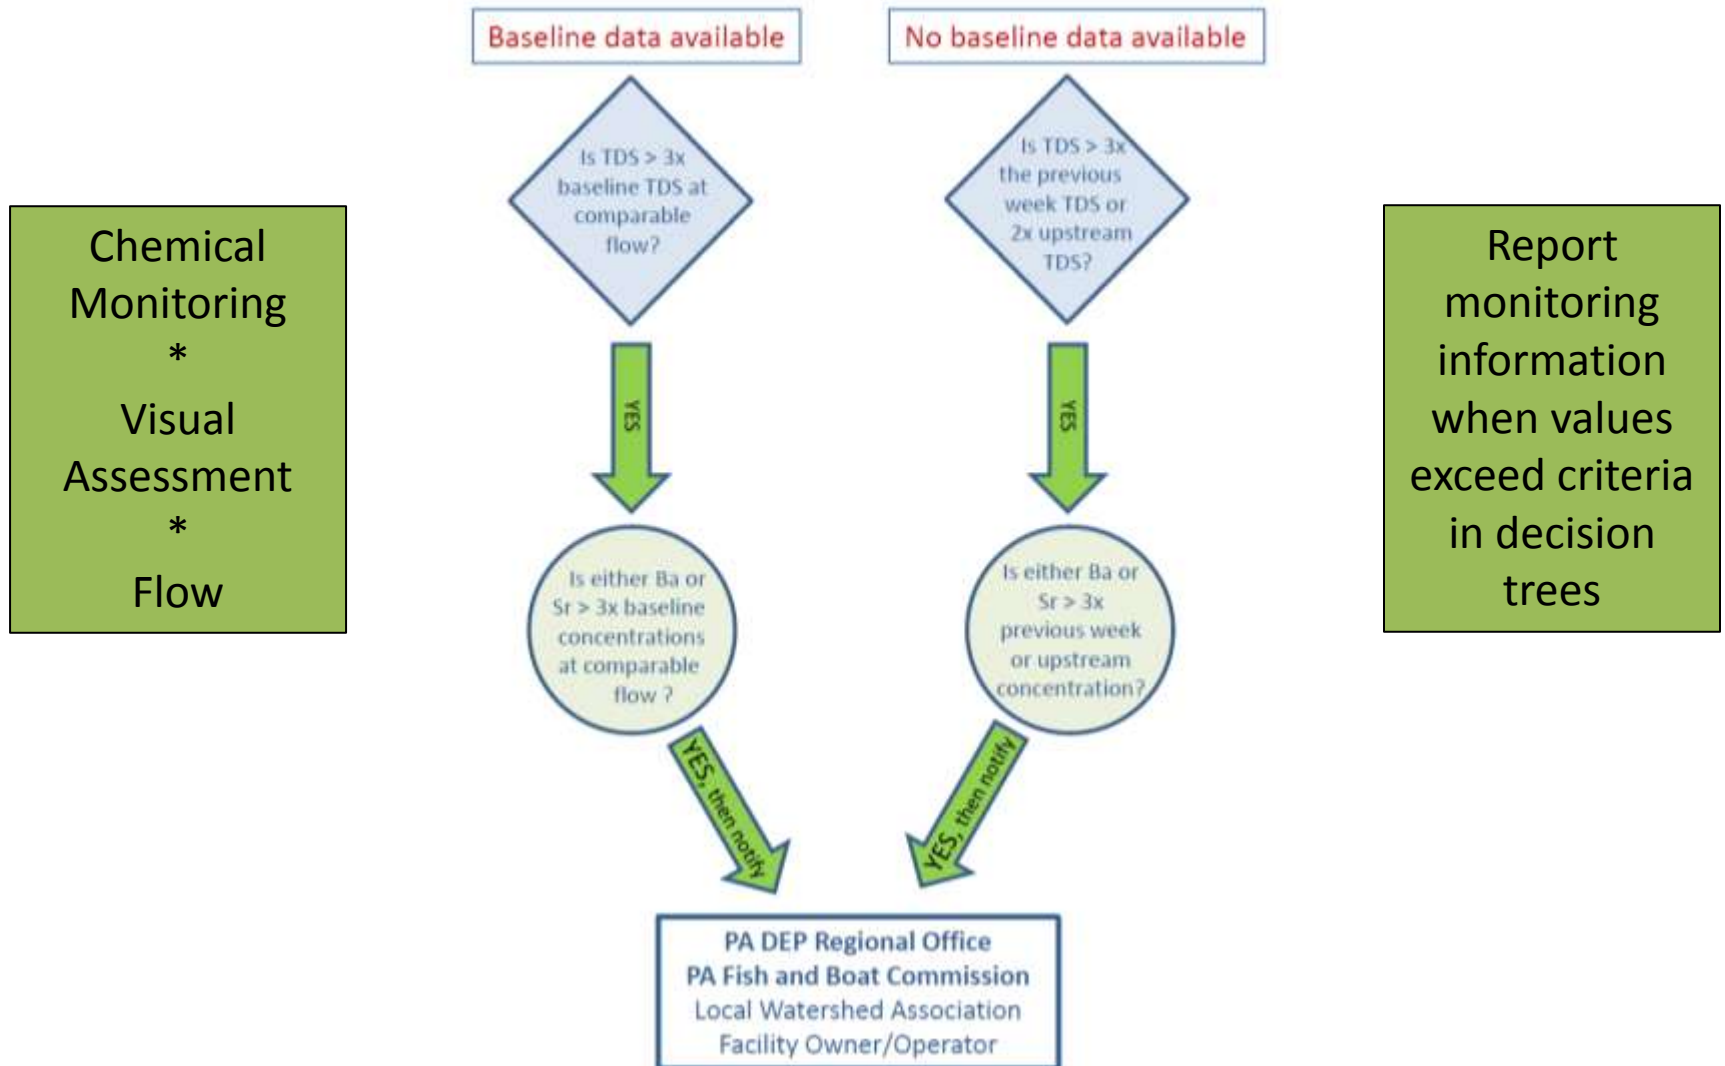 Baseline data available
No baseline data available
Is TDS > 3x
baseline TDS at
comparable
flow?
Is TDS > 3x
the previous
week TDS or
2x upstream
TDS?
Chemical
Monitoring
*
Visual
Assessment
*
Flow
Report
monitoring
information
when values
exceed criteria
in decision
trees
YES
YES
Is either Ba or
Sr > 3x baseline
concentrations
at comparable
flow ?
Is either Ba or
Sr > 3x
previous week
or upstream
concentration?
YES, then notify
YES, then notify
PA DEP Regional Office
PA Fish and Boat Commission
Local Watershed Association
Facility Owner/Operator